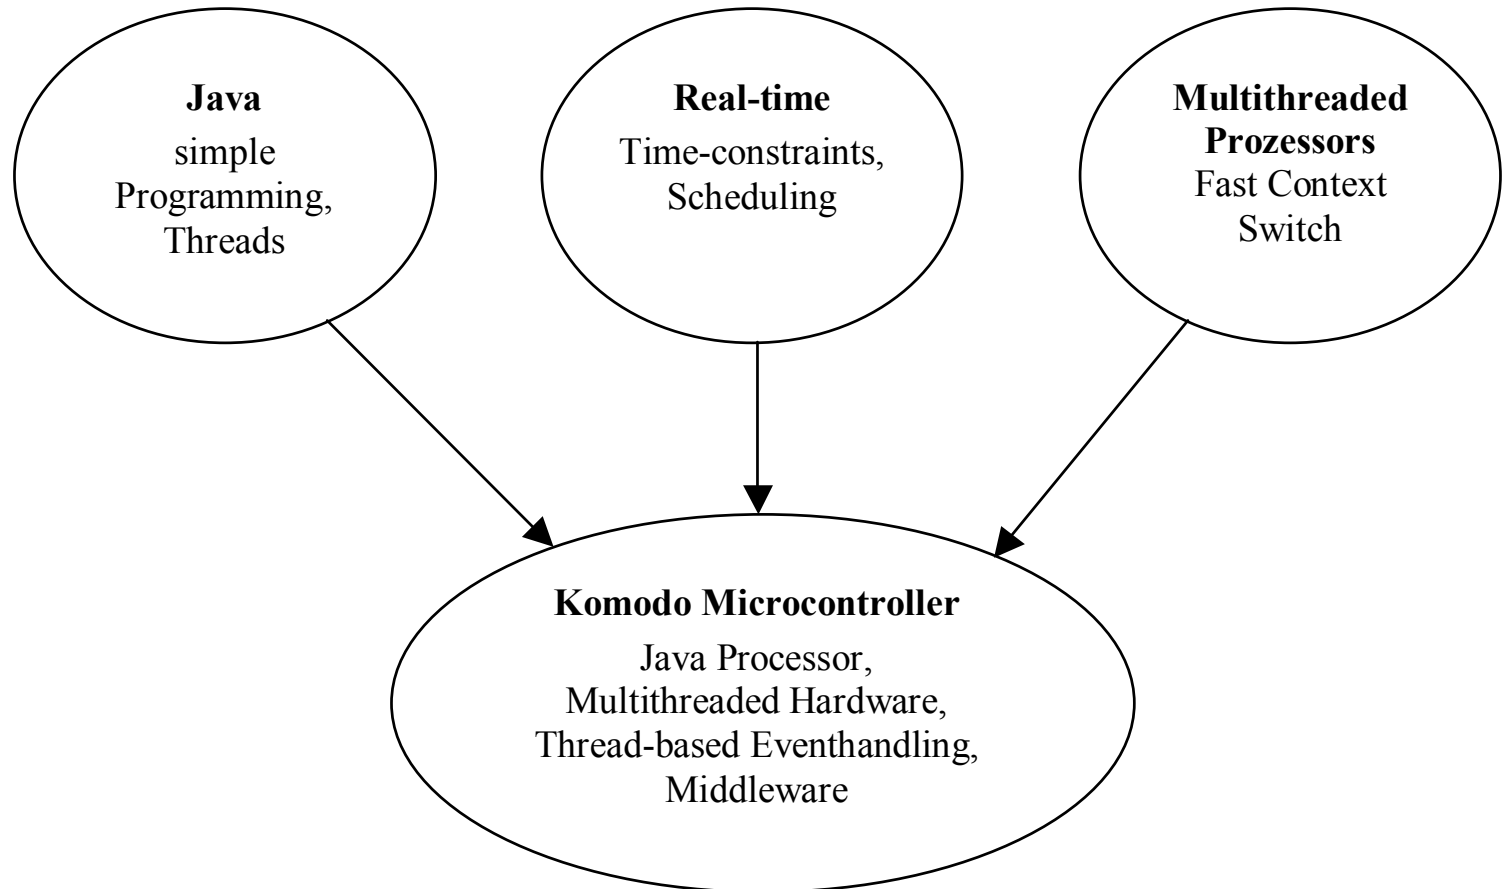 Java
simple
Programming,
Threads
Real-time
Time-constraints,
Scheduling
Multithreaded
Prozessors
Fast Context
Switch
Komodo Microcontroller
Java Processor,
Multithreaded Hardware,
Thread-based Eventhandling,
Middleware